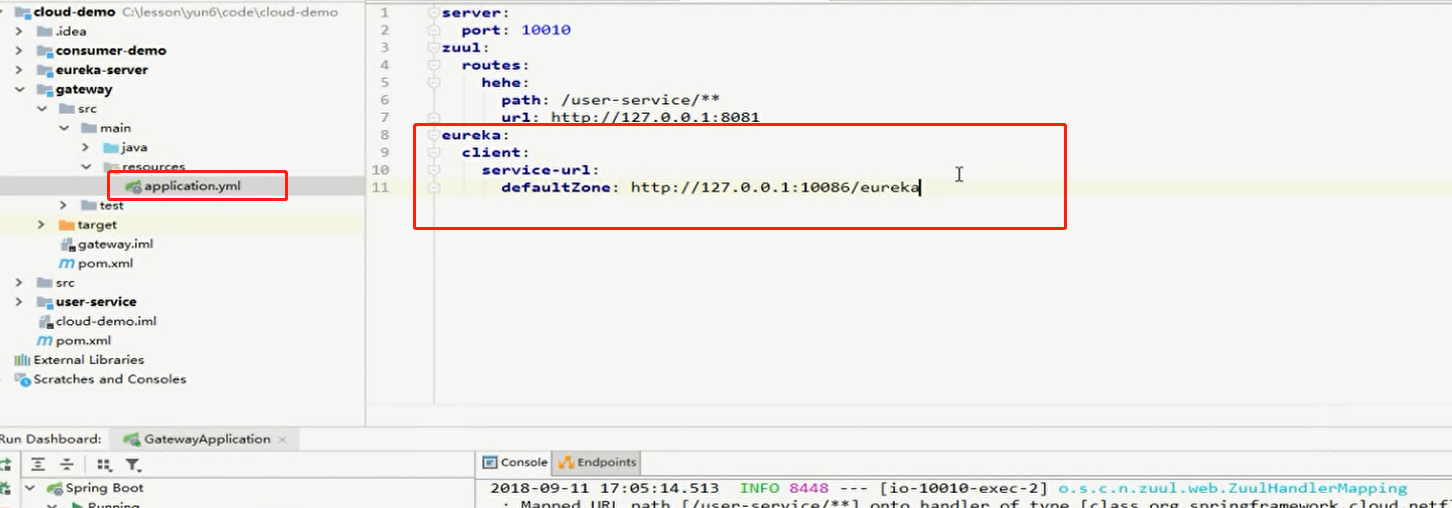 cloud-demo C:\lesson\yun6\code\cloud-demo
.idea
consumer-demo
eureka-server
gateway
src
main
java
resources
application.yml
test
target
gateway.iml
pom.xml
src
user-service
cloud-demo.iml
pom.xml
External Libraries
Scratches and Consoles
1 server:
2 port: 10010
3 zuul:
4 routes:
5 hehe:
6 path: /user-service/**
7 url: http://127.0.0.1:8081
8 eureka:
9 client:
10 service-url:
11 defaultZone: http://127.0.0.1:10086/eureka
Run Dashboard: GatewayApplication
Console Endpoints
Spring Boot
Running
2018-09-11 17:05:14.513 INFO 8448 --- [io-10010-exec-2] o.s.c.n.zuul.web.ZuulHandlerMapping
: Mapped URL path [/user-service/**] onto handler of type [class org.springframework.cloud.netf